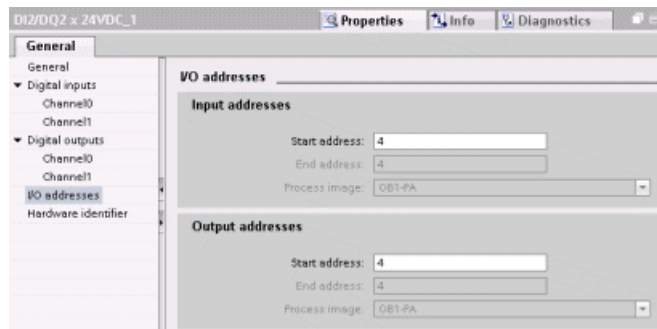 DI2/DQ2 x 24VDC_1
Properties
Info
Diagnostics
General
General
Digital inputs
Channel0
Channel1
Digital outputs
Channel0
Channel1
I/O addresses
Hardware identifier
I/O addresses
Input addresses
Start address: 4
End address: 4
Process image: OB1-PA
Output addresses
Start address: 4
End address: 4
Process image: OB1-PA